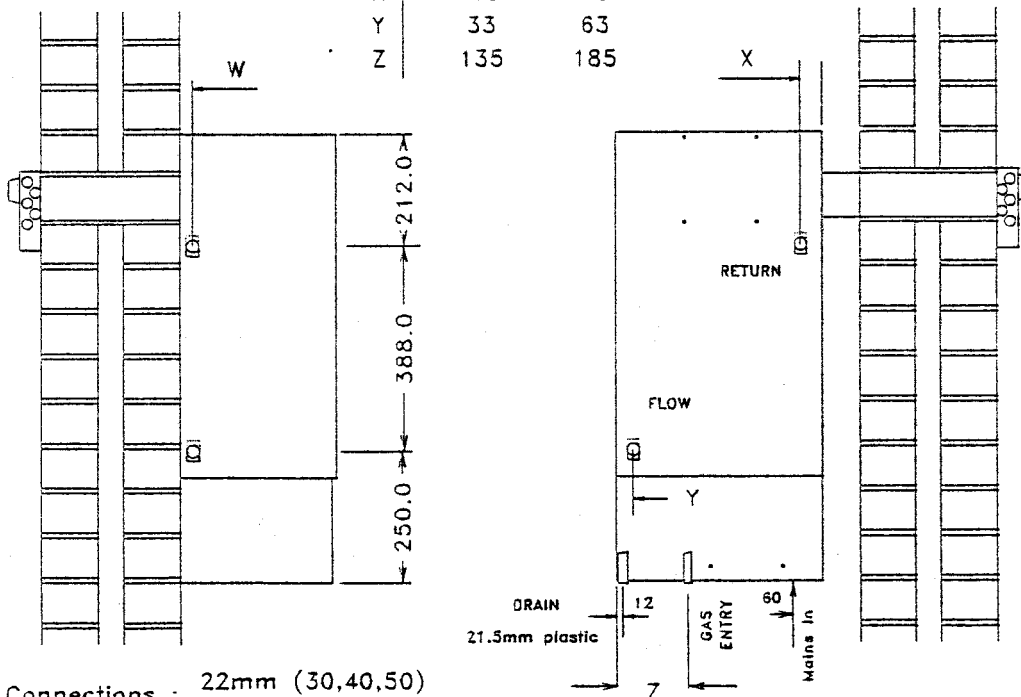 Y 33 63
Z 135 185
W
X
212.0
388.0
250.0
RETURN
FLOW
Y
DRAIN
21.5mm plastic
12
GAS
ENTRY
60
Mains In
Z
Connections : 22mm (30,40,50)